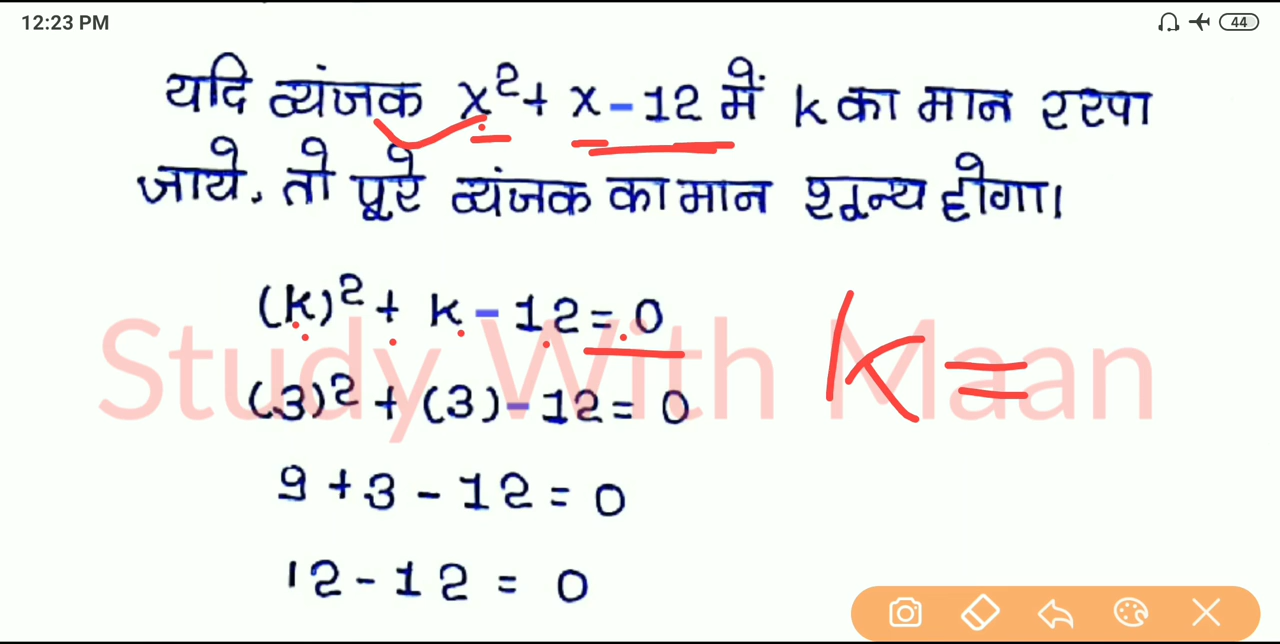 12:23 PM
44
यदि व्यंजक x²+ x-12 में k का मान रखा
जाये, तो पूरे व्यंजक का मान शून्य होगा।
(k)² + k - 12 = 0
K =
Study With Maan
(3)² + (3) - 12 = 0
9 + 3 - 12 = 0
12 - 12 = 0